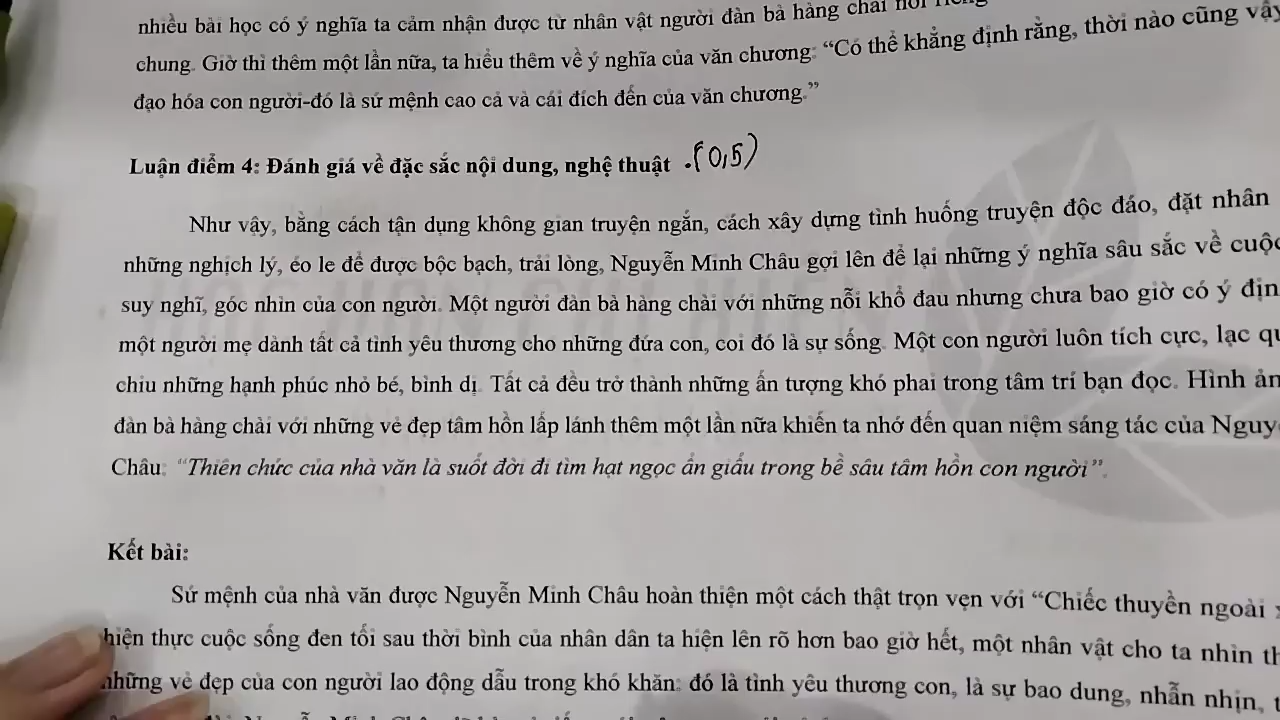 nhiều bài học có ý nghĩa ta cảm nhận được từ nhân vật người đàn bà hàng chài nói
chung. Giờ thì thêm một lần nữa, ta hiểu thêm về ý nghĩa của văn chương: “Có thể khẳng định rằng, thời nào cũng vậy
đạo hóa con người-đó là sứ mệnh cao cả và cái đích đến của văn chương.”
Luận điểm 4: Đánh giá về đặc sắc nội dung, nghệ thuật .(0,5)
Như vậy, bằng cách tận dụng không gian truyện ngắn, cách xây dựng tình huống truyện độc đáo, đặt nhân
những nghịch lý, éo le để được bộc bạch, trải lòng, Nguyễn Minh Châu gợi lên để lại những ý nghĩa sâu sắc về cuộc
suy nghĩ, góc nhìn của con người. Một người đàn bà hàng chài với những nỗi khổ đau nhưng chưa bao giờ có ý
một người mẹ dành tất cả tình yêu thương cho những đứa con, coi đó là sự sống. Một con người luôn tích cực, lạc
chiu những hạnh phúc nhỏ bé, bình dị. Tất cả đều trở thành những ấn tượng khó phai trong tâm trí bạn đọc. Hình
đàn bà hàng chài với những vẻ đẹp tâm hồn lấp lánh thêm một lần nữa khiến ta nhớ đến quan niệm sáng tác của
Châu: “Thiên chức của nhà văn là suốt đời đi tìm hạt ngọc ẩn giấu trong bề sâu tâm hồn con người”.
Kết bài:
Sứ mệnh của nhà văn được Nguyễn Minh Châu hoàn thiện một cách thật trọn vẹn với “Chiếc thuyền ngoài
hiện thực cuộc sống đen tối sau thời bình của nhân dân ta hiện lên rõ hơn bao giờ hết, một nhân vật cho ta nhìn
những vẻ đẹp của con người lao động dẫu trong khó khăn: đó là tình yêu thương con, là sự bao dung, nhẫn nhịn,